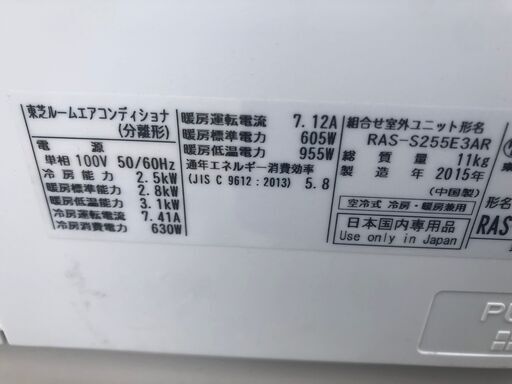 東芝ルームエアコンディショナ
(分離形)
電 源
単相 100V 50/60Hz
冷 房 能 力 2.5kW
暖房標準能力 2.8kW
暖房低温能力 3.1kW
冷房運転電流 7.41A
冷房消費電力 630W
暖房運転電流 7.12A
暖房標準電力 605W
暖房低温電力 955W
通年エネルギー消費効率
(JIS C 9612:2013) 5.8
組合せ室外ユニット形名
RAS-S255E3AR
総 質 量 11kg
製 造 年 2015年
(中国製)
空冷式 冷房・暖房兼用
日本国内専用品
Use only in Japan
東
形名
RAS